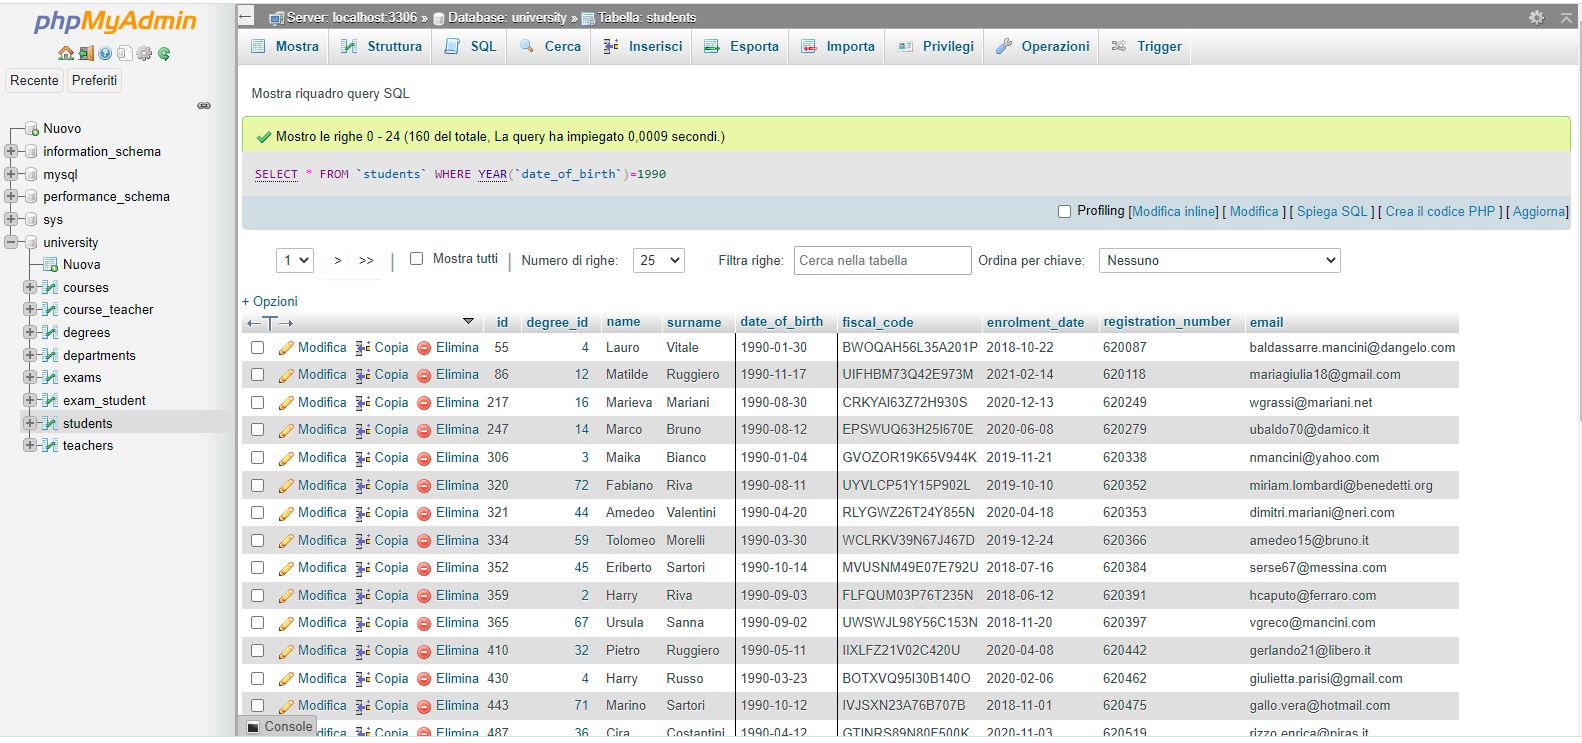 phpMyAdmin
Recente Preferiti
Nuovo
information_schema
mysql
performance_schema
sys
university
Nuova
courses
course_teacher
degrees
departments
exams
exam_student
students
teachers
Server: localhost:3306 » Database: university » Tabella: students
Mostra Struttura SQL Cerca Inserisci Esporta Importa Privilegi Operazioni Trigger
Mostra riquadro query SQL
Mostro le righe 0 - 24 (160 del totale, La query ha impiegato 0,0009 secondi.)
SELECT * FROM `students` WHERE YEAR(`date_of_birth`)=1990
Profiling [Modifica inline] [ Modifica ] [ Spiega SQL ] [ Crea il codice PHP ] [ Aggiorna]
1 > >> | Mostra tutti | Numero di righe: 25 Filtra righe: Cerca nella tabella Ordina per chiave: Nessuno
+ Opzioni
←T→ id degree_id name surname date_of_birth fiscal_code enrolment_date registration_number email
Modifica Copia Elimina 55 4 Lauro Vitale 1990-01-30 BWOQAH56L35A201P 2018-10-22 620087 baldassarre.mancini@dangelo.com
Modifica Copia Elimina 86 12 Matilde Ruggiero 1990-11-17 UIFHBM73Q42E973M 2021-02-14 620118 mariagiulia18@gmail.com
Modifica Copia Elimina 217 16 Marieva Mariani 1990-08-30 CRKYAI63Z72H930S 2020-12-13 620249 wgrassi@mariani.net
Modifica Copia Elimina 247 14 Marco Bruno 1990-08-12 EPSWUQ63H25I670E 2020-06-08 620279 ubaldo70@damico.it
Modifica Copia Elimina 306 3 Maika Bianco 1990-01-04 GVOZOR19K65V944K 2019-11-21 620338 nmancini@yahoo.com
Modifica Copia Elimina 320 72 Fabiano Riva 1990-08-11 UYVLCP51Y15P902L 2019-10-10 620352 miriam.lombardi@benedetti.org
Modifica Copia Elimina 321 44 Amedeo Valentini 1990-04-20 RLYGWZ26T24Y855N 2020-04-18 620353 dimitri.mariani@neri.com
Modifica Copia Elimina 334 59 Tolomeo Morelli 1990-03-30 WCLRKV39N67J467D 2019-12-24 620366 amedeo15@bruno.it
Modifica Copia Elimina 352 45 Eriberto Sartori 1990-10-14 MVUSNM49E07E792U 2018-07-16 620384 serse67@messina.com
Modifica Copia Elimina 359 2 Harry Riva 1990-09-03 FLFQUM03P76T235N 2018-06-12 620391 hcaputo@ferraro.com
Modifica Copia Elimina 365 67 Ursula Sanna 1990-09-02 UWSWJL98Y56C153N 2018-11-20 620397 vgreco@mancini.com
Modifica Copia Elimina 410 32 Pietro Ruggiero 1990-05-11 IIXLFZ21V02C420U 2020-04-08 620442 gerlando21@libero.it
Modifica Copia Elimina 430 4 Harry Russo 1990-03-23 BOTXVQ95I30B140O 2020-02-06 620462 giulietta.parisi@gmail.com
Modifica Copia Elimina 443 71 Marino Sartori 1990-10-12 IVJSXN23A76B707B 2018-11-01 620475 gallo.vera@hotmail.com
Copia Elimina 487 36 Cira Costantini 1990-04-12 GTINRS89N80F500K 2020-11-03 620519 rizzo.enrica@piras.it
Console